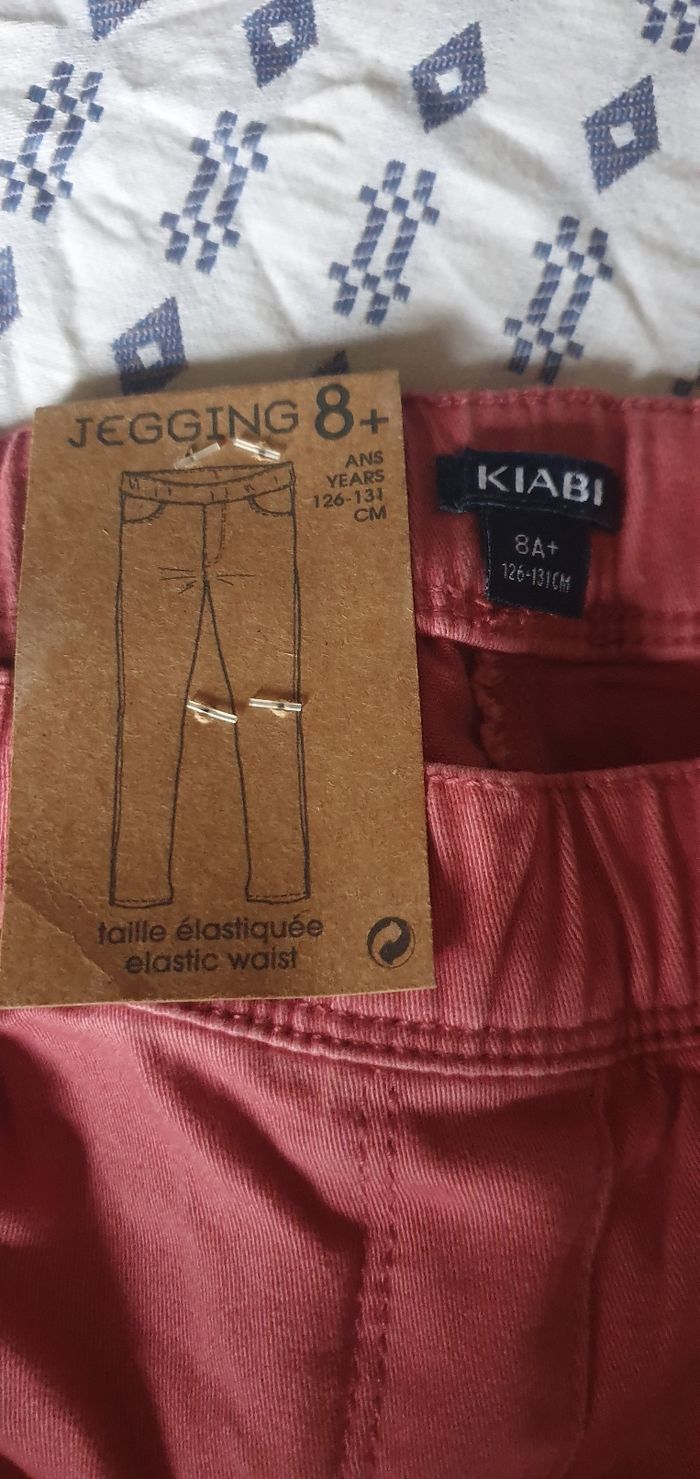 JEGGING 8+
ANS
YEARS
126-131
CM
taille élastiquée
elastic waist
KIABI
8A+
126-131CM